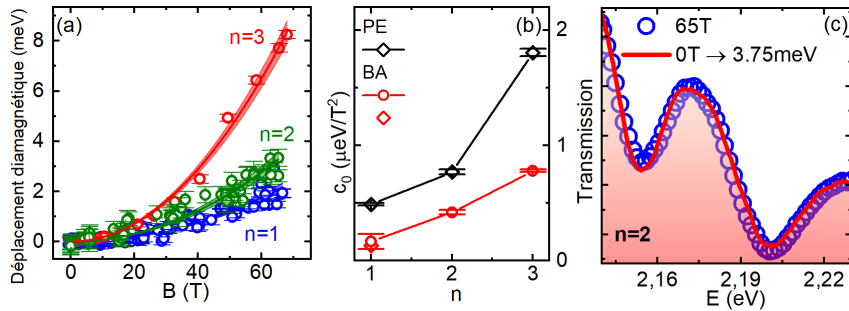 (a)
n=3
n=2
n=1
Déplacement diamagnétique (meV)
8
6
4
2
0
0 20 40 60 80
B (T)
(b)
PE
BA
c₀ (µeV/T²)
2
1
0
1 2 3
n
(c)
65T
0T → 3.75meV
Transmission
n=2
2,16 2,19 2,22
E (eV)